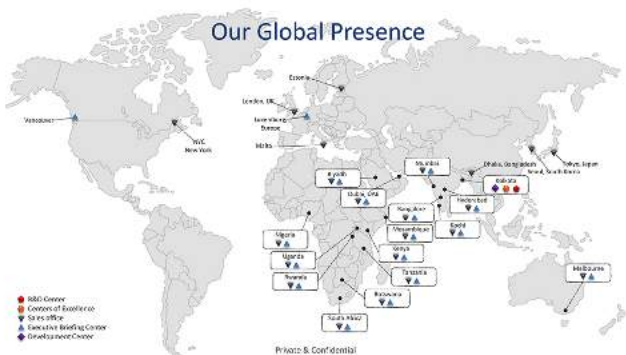 Our Global Presence
Estonia
London, UK
Luxemburg
Europe
Vancouver
NYC
New York
Malta
Riyadh
Dubai, UAE
Mumbai
Dhaka, Bangladesh
Seoul, South Korea
Tokyo, Japan
Kolkata
Hyderabad
Bangalore
Kochi
Mozambique
Nigeria
Uganda
Kenya
Rwanda
Tanzania
Botswana
South Africa
Melbourne
R&D Center
Centers of Excellence
Sales office
Executive Briefing Center
Development Center
Private & Confidential